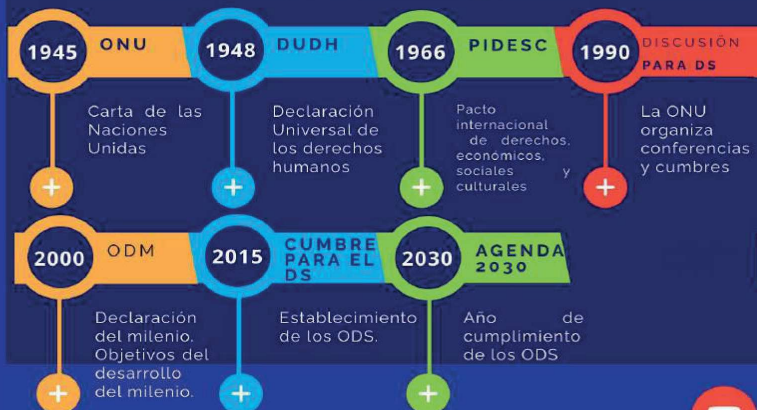 1945
ONU
Carta de las
Naciones
Unidas
1948
DUDH
Declaración
Universal de
los derechos
humanos
1966
PIDESC
Pacto
internacional
de derechos,
económicos,
sociales y
culturales
1990
DISCUSIÓN
PARA DS
La ONU
organiza
conferencias
y cumbres
2000
ODM
Declaración
del milenio.
Objetivos del
desarrollo
del milenio.
2015
CUMBRE
PARA EL
DS
Establecimiento
de los ODS.
2030
AGENDA
2030
Año de
cumplimiento
de los ODS